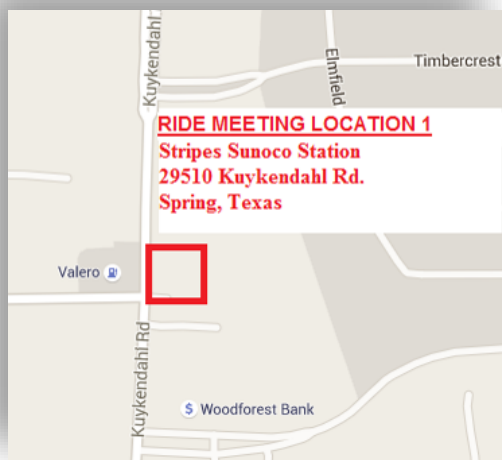 Kuykendahl
Elmfield
Timbercrest
RIDE MEETING LOCATION 1
Stripes Sunoco Station
29510 Kuykendahl Rd.
Spring, Texas
Valero
Kuykendahl Rd
$ Woodforest Bank